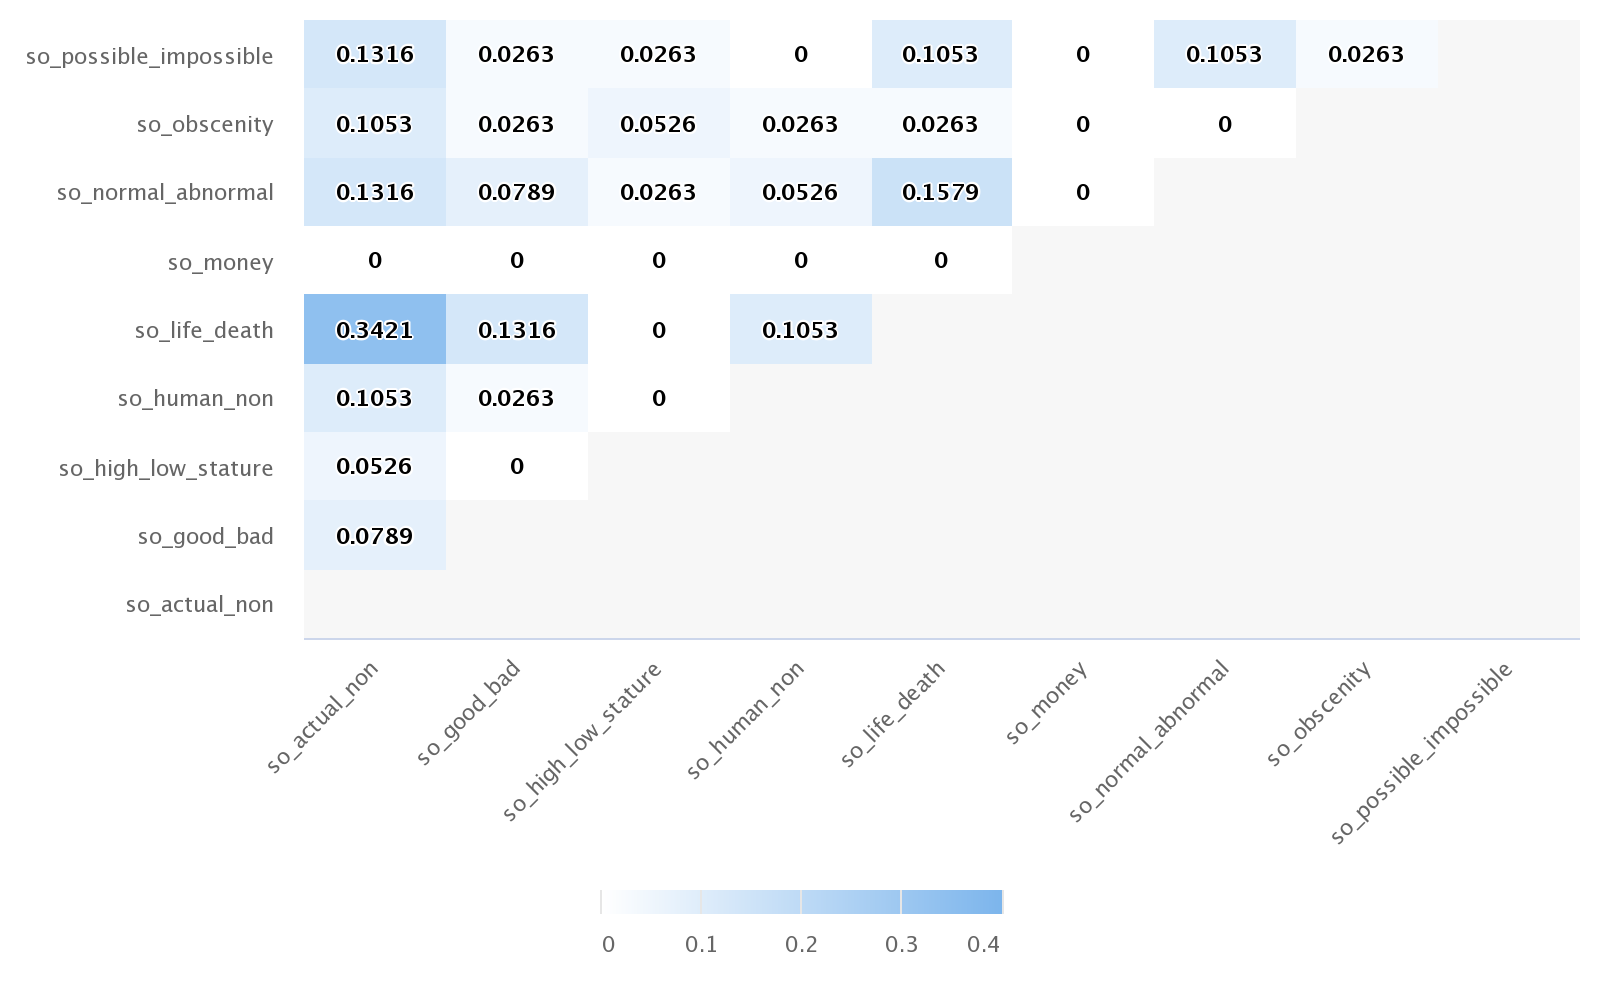 so_possible_impossible 0.1316 0.0263 0.0263 0 0.1053 0 0.1053 0.0263
so_obscenity 0.1053 0.0263 0.0526 0.0263 0.0263 0 0
so_normal_abnormal 0.1316 0.0789 0.0263 0.0526 0.1579 0
so_money 0 0 0 0 0
so_life_death 0.3421 0.1316 0 0.1053
so_human_non 0.1053 0.0263 0
so_high_low_stature 0.0526 0
so_good_bad 0.0789
so_actual_non
so_actual_non
so_good_bad
so_high_low_stature
so_human_non
so_life_death
so_money
so_normal_abnormal
so_obscenity
so_possible_impossible
0 0.1 0.2 0.3 0.4